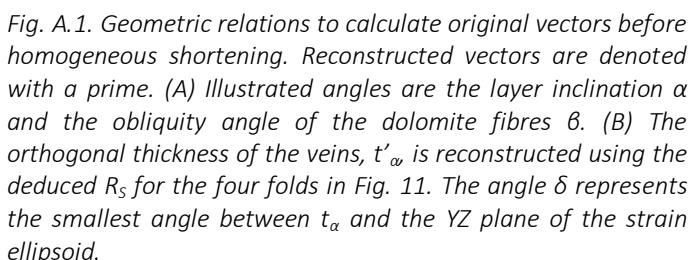 Fig. A.1. Geometric relations to calculate original vectors before
homogeneous shortening. Reconstructed vectors are denoted
with a prime. (A) Illustrated angles are the layer inclination α
and the obliquity angle of the dolomite fibres β. (B) The
orthogonal thickness of the veins, t’α, is reconstructed using the
deduced RS for the four folds in Fig. 11. The angle δ represents
the smallest angle between tα and the YZ plane of the strain
ellipsoid.